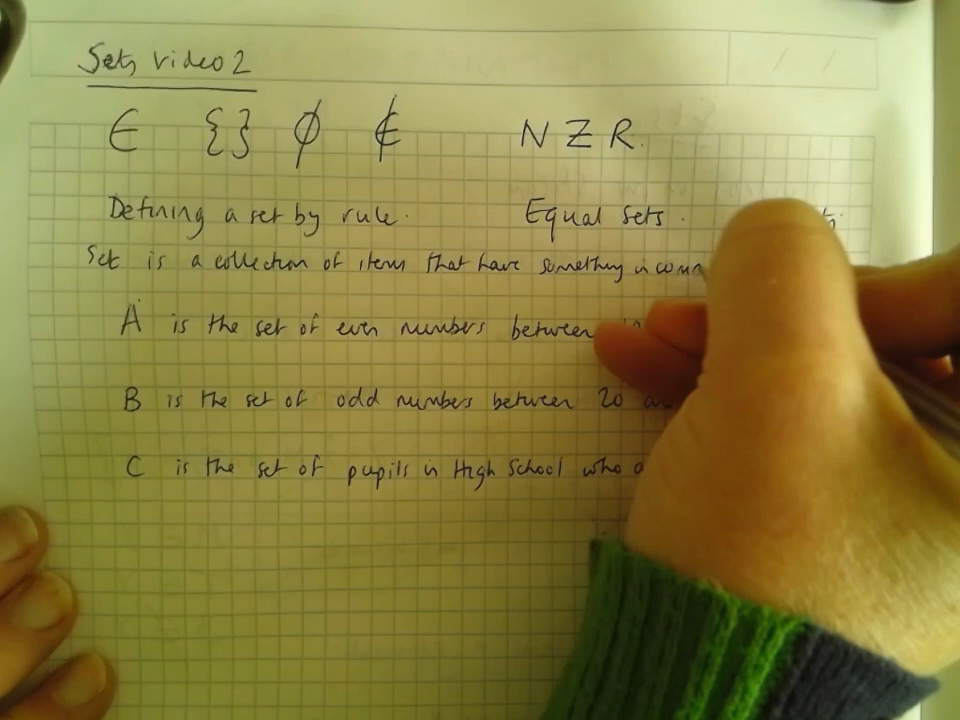 Sets video 2
∈ {} ∅ ∉ N Z R.
Defining a set by rule. Equal sets.
Set is a collection of items that have something in
A is the set of even numbers between
B is the set of odd numbers between 20
C is the set of pupils in High School who